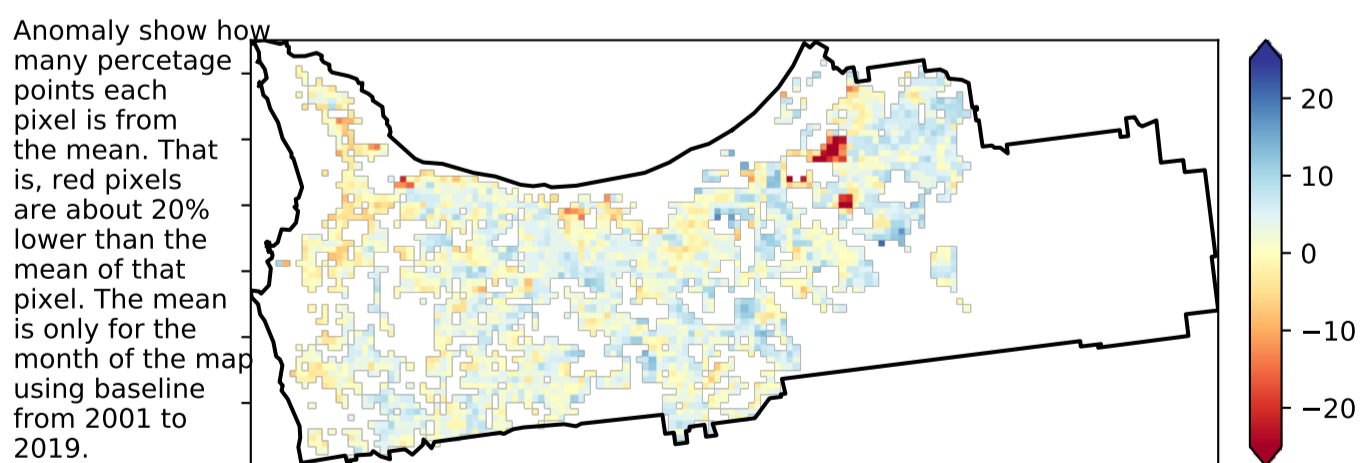 Anomaly show how
many percetage
points each
pixel is from
the mean. That
is, red pixels
are about 20%
lower than the
mean of that
pixel. The mean
is only for the
month of the map
using baseline
from 2001 to
2019.
20
10
0
−10
−20